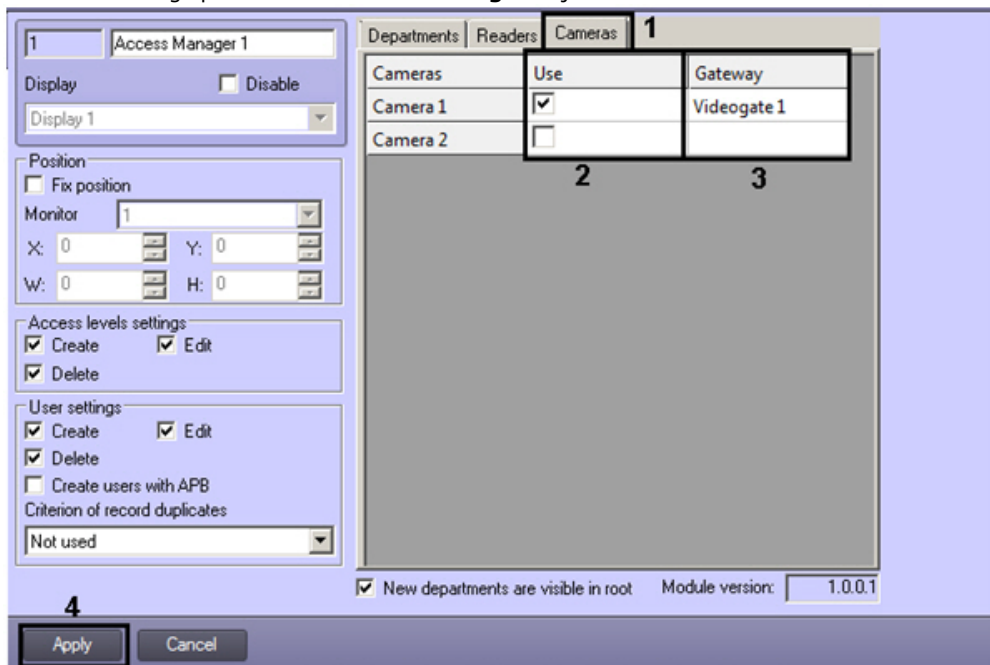 1 Access Manager 1
Display Disable
Display 1
Position
Fix position
Monitor 1
X: 0 Y: 0
W: 0 H: 0
Access levels settings
Create Edit
Delete
User settings
Create Edit
Delete
Create users with APB
Criterion of record duplicates
Not used
Departments Readers Cameras 1
Cameras Use Gateway
Camera 1 Videogate 1
Camera 2
2 3
New departments are visible in root Module version: 1.0.0.1
4
Apply Cancel